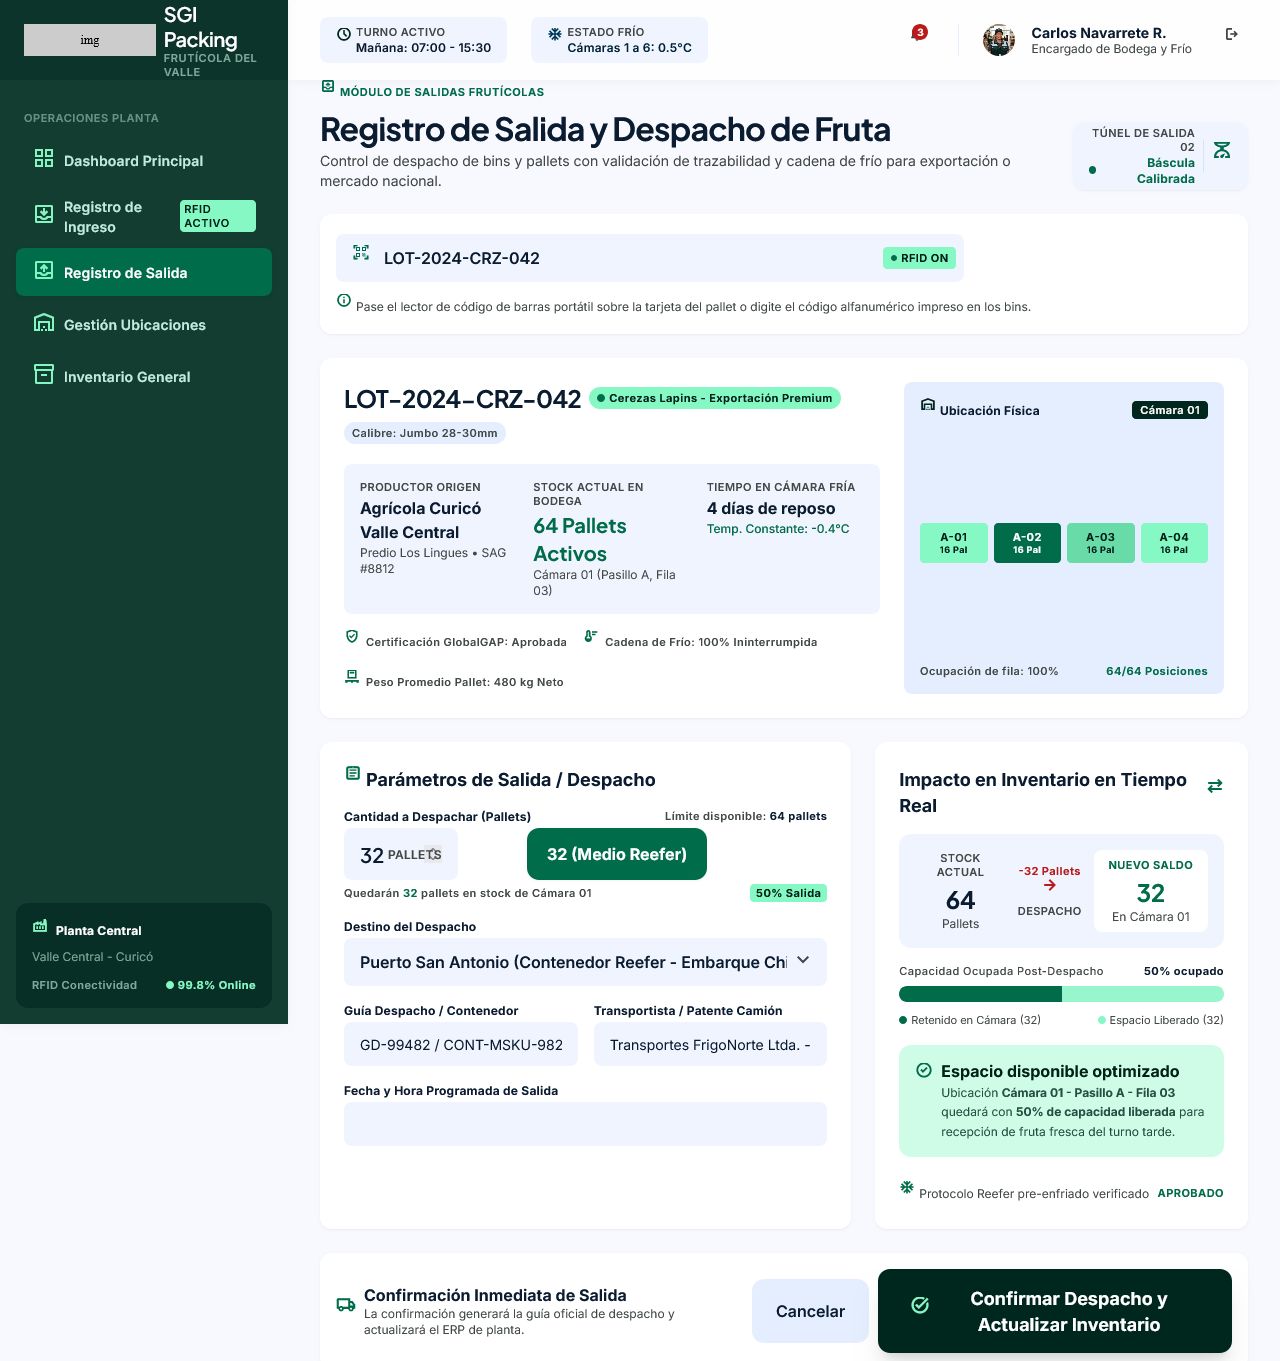 img
SGI
Packing
FRUTÍCOLA DEL
VALLE
OPERACIONES PLANTA
Dashboard Principal
Registro de
Ingreso
RFID
ACTIVO
Registro de Salida
Gestión Ubicaciones
Inventario General
Planta Central
Valle Central - Curicó
RFID Conectividad
99.8% Online
TURNO ACTIVO
Mañana: 07:00 - 15:30
ESTADO FRÍO
Cámaras 1 a 6: 0.5°C
3
Carlos Navarrete R.
Encargado de Bodega y Frío
MÓDULO DE SALIDAS FRUTÍCOLAS
Registro de Salida y Despacho de Fruta
Control de despacho de bins y pallets con validación de trazabilidad y cadena de frío para exportación o
mercado nacional.
TÚNEL DE SALIDA
02
Báscula
Calibrada
LOT-2024-CRZ-042
RFID ON
Pase el lector de código de barras portátil sobre la tarjeta del pallet o digite el código alfanumérico impreso en los bins.
LOT-2024-CRZ-042
Cerezas Lapins - Exportación Premium
Calibre: Jumbo 28-30mm
PRODUCTOR ORIGEN
Agrícola Curicó
Valle Central
Predio Los Lingues • SAG
#8812
STOCK ACTUAL EN
BODEGA
64 Pallets
Activos
Cámara 01 (Pasillo A, Fila
03)
TIEMPO EN CÁMARA FRÍA
4 días de reposo
Temp. Constante: -0.4°C
Certificación GlobalGAP: Aprobada
Cadena de Frío: 100% Ininterrumpida
Peso Promedio Pallet: 480 kg Neto
Ubicación Física
Cámara 01
A-01
16 Pal
A-02
16 Pal
A-03
16 Pal
A-04
16 Pal
Ocupación de fila: 100%
64/64 Posiciones
Parámetros de Salida / Despacho
Cantidad a Despachar (Pallets)
Límite disponible: 64 pallets
32 PALLETS
32 (Medio Reefer)
Quedarán 32 pallets en stock de Cámara 01
50% Salida
Destino del Despacho
Puerto San Antonio (Contenedor Reefer - Embarque Chi
Guía Despacho / Contenedor
GD-99482 / CONT-MSKU-982
Transportista / Patente Camión
Transportes FrigoNorte Ltda. -
Fecha y Hora Programada de Salida
Impacto en Inventario en Tiempo
Real
STOCK
ACTUAL
64
Pallets
-32 Pallets
DESPACHO
NUEVO SALDO
32
En Cámara 01
Capacidad Ocupada Post-Despacho
50% ocupado
Retenido en Cámara (32)
Espacio Liberado (32)
Espacio disponible optimizado
Ubicación Cámara 01 - Pasillo A - Fila 03
quedará con 50% de capacidad liberada para
recepción de fruta fresca del turno tarde.
Protocolo Reefer pre-enfriado verificado
APROBADO
Confirmación Inmediata de Salida
La confirmación generará la guía oficial de despacho y
actualizará el ERP de planta.
Cancelar
Confirmar Despacho y
Actualizar Inventario